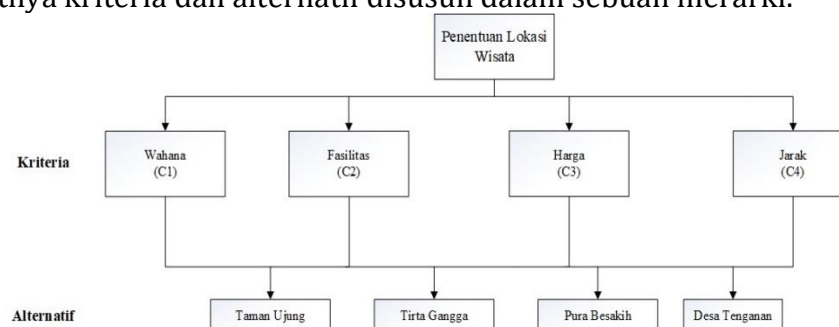 kriteria dan alternatif disusun dalam sebuah hierarki.
Penentuan Lokasi
Wisata
Kriteria
Wahana
(C1)
Fasilitas
(C2)
Harga
(C3)
Jarak
(C4)
Alternatif
Taman Ujung
Tirta Gangga
Pura Besakih
Desa Tenganan